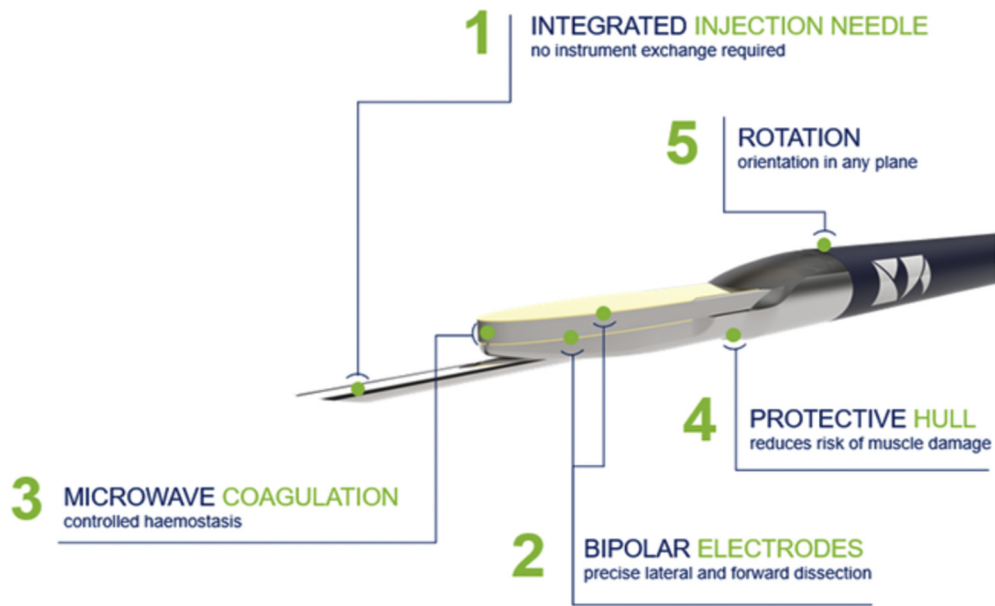 1
INTEGRATED INJECTION NEEDLE
no instrument exchange required
5
ROTATION
orientation in any plane
4
PROTECTIVE HULL
reduces risk of muscle damage
3
MICROWAVE COAGULATION
controlled haemostasis
2
BIPOLAR ELECTRODES
precise lateral and forward dissection